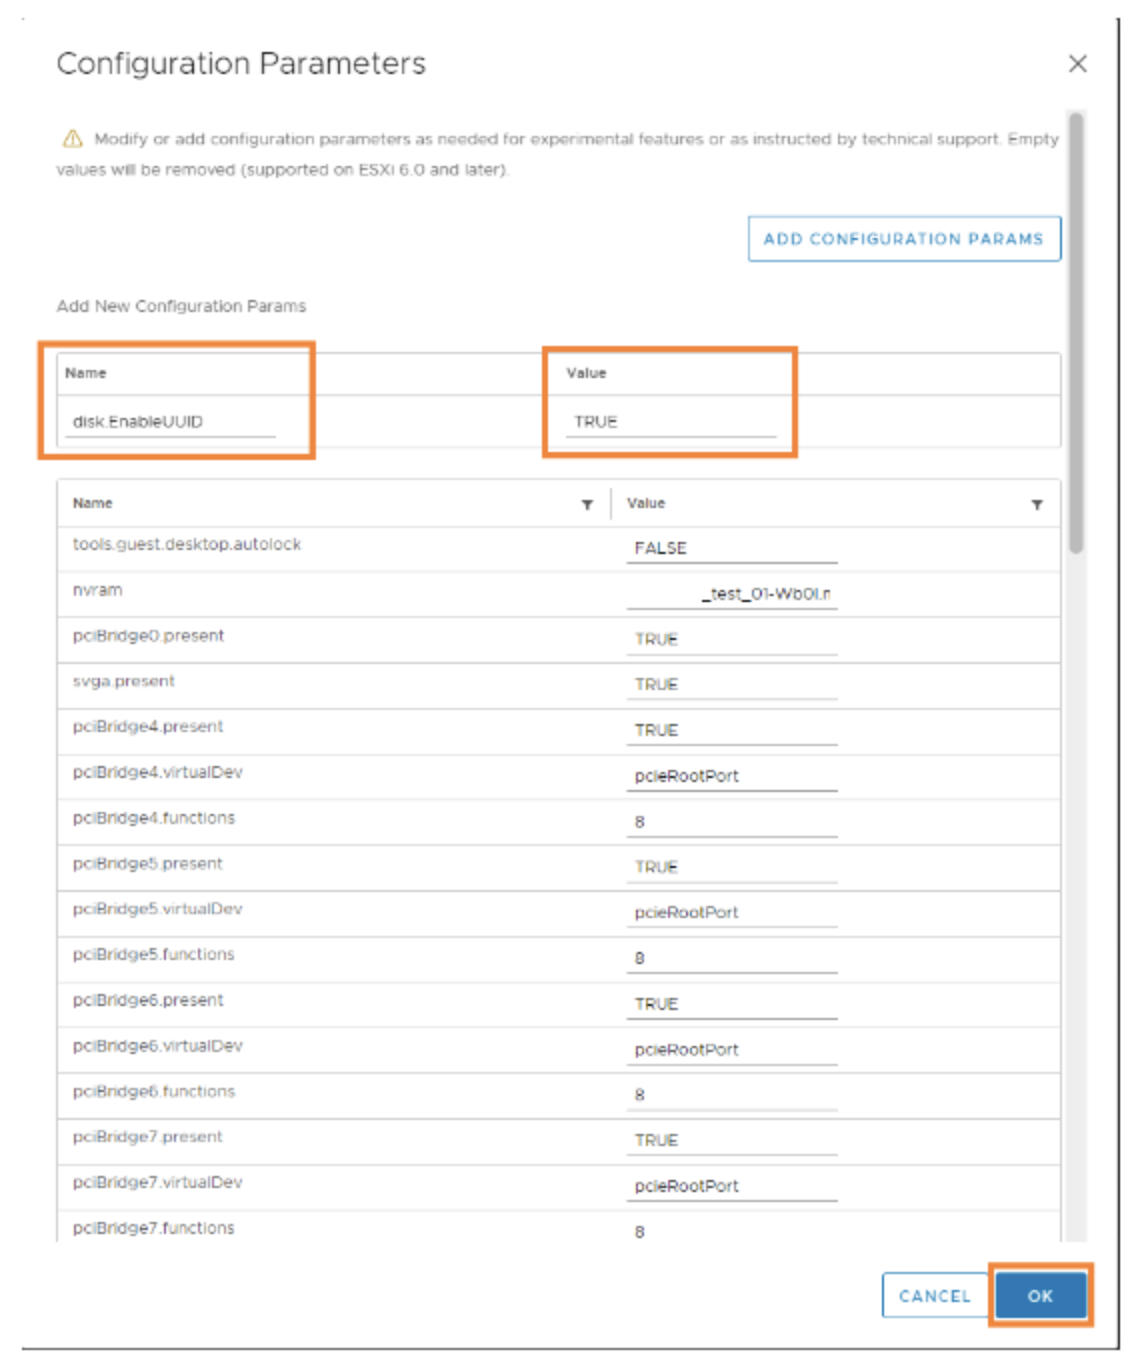 Configuration Parameters
Modify or add configuration parameters as needed for experimental features or as instructed by technical support. Empty
values will be removed (supported on ESXi 6.0 and later).
ADD CONFIGURATION PARAMS
Add New Configuration Params
Name Value
disk.EnableUUID TRUE
Name Value
tools.guest.desktop.autolock FALSE
nvram _test_01-Wb0l.n
pciBridge0.present TRUE
svga.present TRUE
pciBridge4.present TRUE
pciBridge4.virtualDev pcieRootPort
pciBridge4.functions 8
pciBridge5.present TRUE
pciBridge5.virtualDev pcieRootPort
pciBridge5.functions 8
pciBridge6.present TRUE
pciBridge6.virtualDev pcieRootPort
pciBridge6.functions 8
pciBridge7.present TRUE
pciBridge7.virtualDev pcieRootPort
pciBridge7.functions 8
CANCEL OK